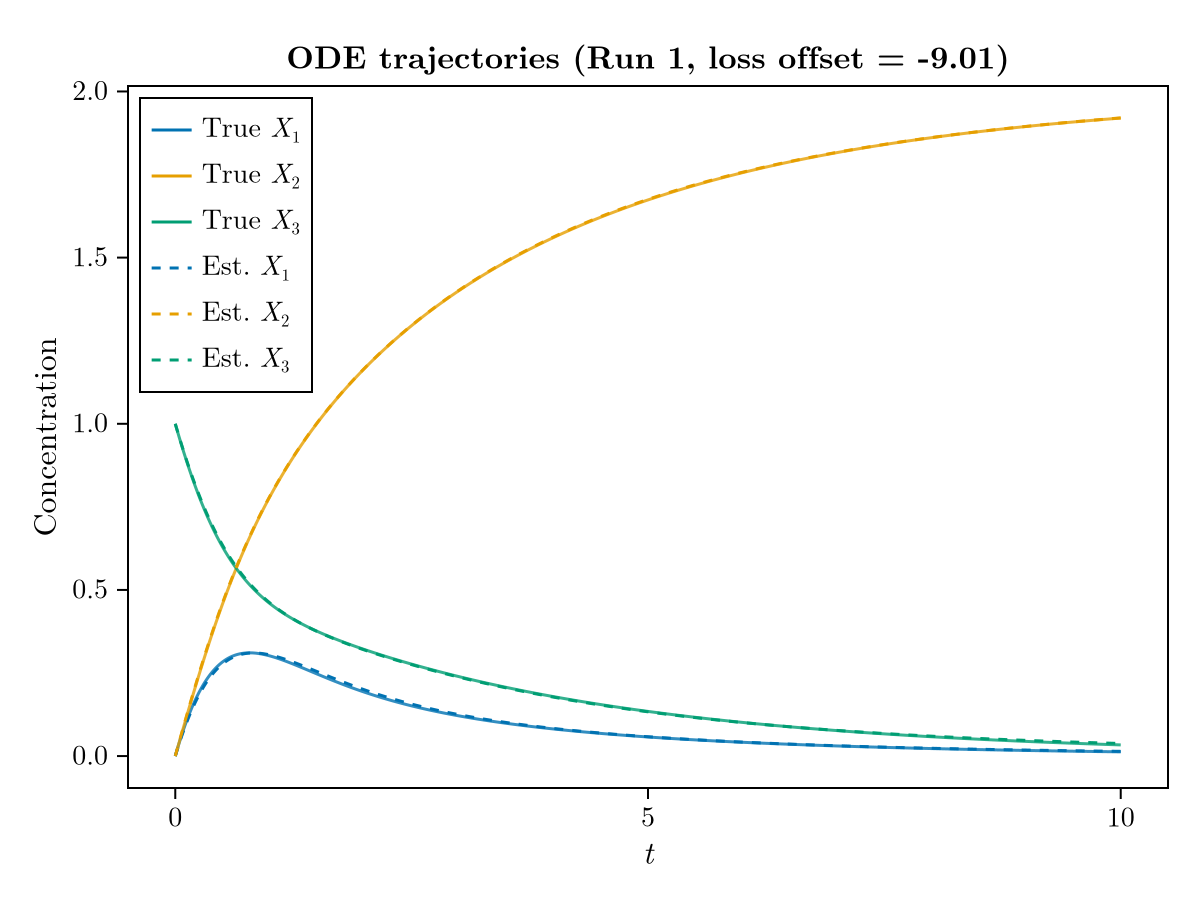 ODE trajectories (Run 1, loss offset = -9.01)
2.0
1.5
1.0
0.5
0.0
Concentration
True X₁
True X₂
True X₃
Est. X₁
Est. X₂
Est. X₃
0 5 10
t